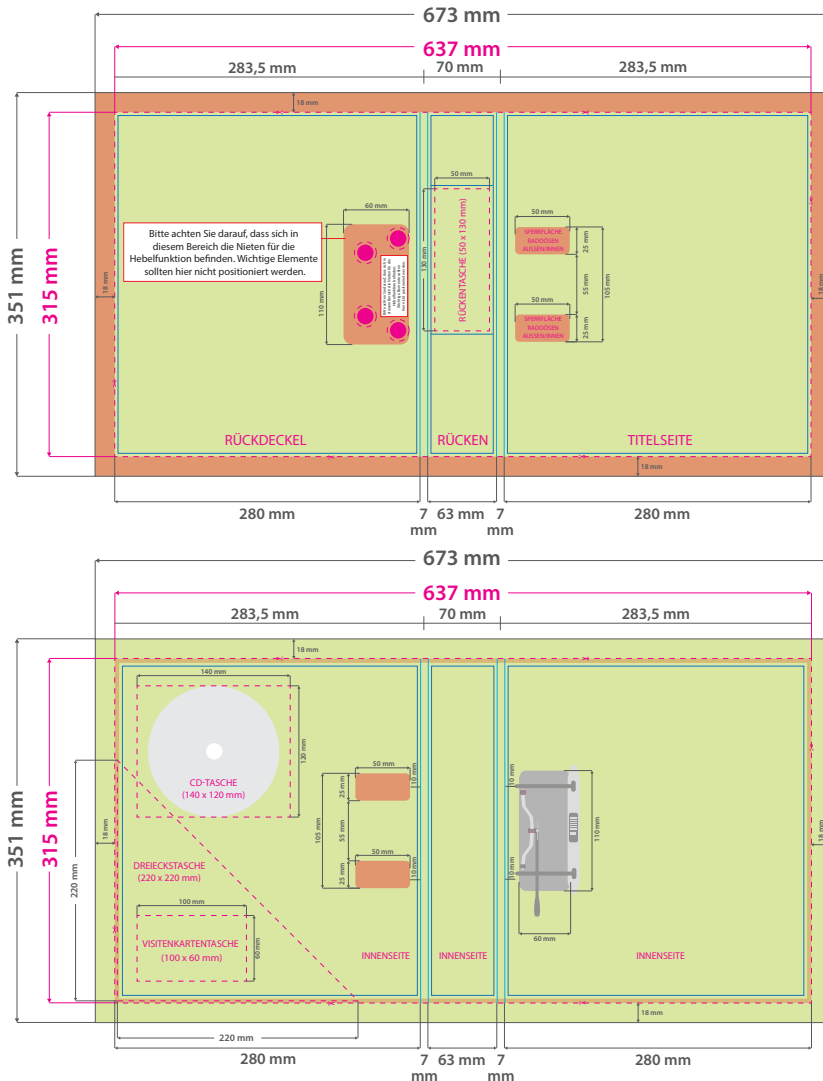 673 mm
637 mm
283,5 mm
70 mm
283,5 mm
18 mm
351 mm
315 mm
18 mm
18 mm
Bitte achten Sie darauf, dass sich in
diesem Bereich die Nieten für die
Hebelfunktion befinden. Wichtige Elemente
sollten hier nicht positioniert werden.
60 mm
110 mm
50 mm
130 mm
RÜCKENTASCHE (50 x 130 mm)
50 mm
SPERRFLÄCHE
RADOÖSEN
AUSSEN/INNEN
25 mm
55 mm
105 mm
50 mm
SPERRFLÄCHE
RADOÖSEN
AUSSEN/INNEN
25 mm
RÜCKDECKEL
RÜCKEN
TITELSEITE
18 mm
280 mm
7
mm
63 mm
7
mm
280 mm
673 mm
637 mm
283,5 mm
70 mm
283,5 mm
18 mm
351 mm
315 mm
18 mm
18 mm
140 mm
120 mm
CD-TASCHE
(140 x 120 mm)
220 mm
DREIECKSTASCHE
(220 x 220 mm)
100 mm
60 mm
VISITENKARTENTASCHE
(100 x 60 mm)
50 mm
10 mm
25 mm
105 mm
55 mm
50 mm
10 mm
25 mm
10 mm
10 mm
110 mm
60 mm
INNENSEITE
INNENSEITE
INNENSEITE
18 mm
220 mm
280 mm
7
mm
63 mm
7
mm
280 mm